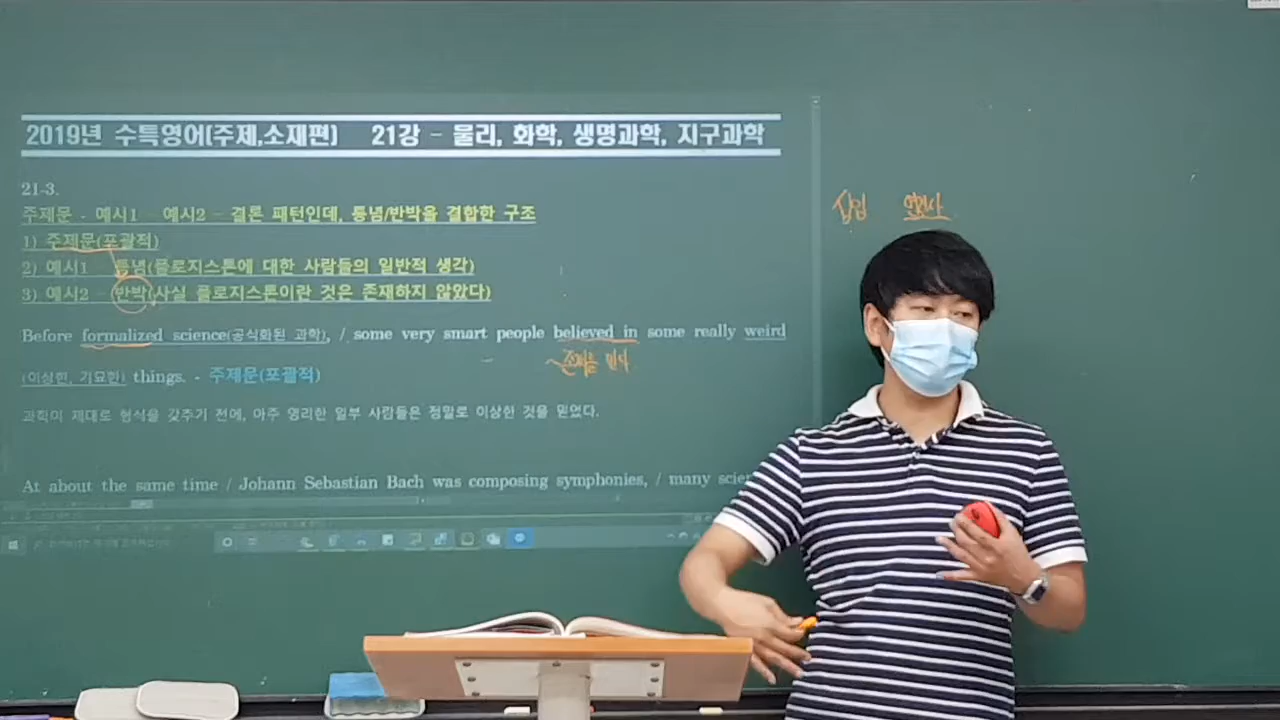 2019년 수특영어(주제,소재편) 21강 - 물리, 화학, 생명과학, 지구과학
21-3.
주제문 - 예시1 - 예시2 - 결론 패턴인데, 통념/반박을 결합한 구조
1) 주제문(포괄적)
2) 예시1 - 통념(플로지스톤에 대한 사람들의 일반적 생각)
3) 예시2 - 반박(사실 플로지스톤이란 것은 존재하지 않았다)
Before formalized science(공식화된 과학), / some very smart people believed in some really weird
~존재를 믿다
(이상한, 기묘한) things. - 주제문(포괄적)
과학이 제대로 형식을 갖추기 전에, 아주 영리한 일부 사람들은 정말로 이상한 것을 믿었다.
At about the same time / Johann Sebastian Bach was composing symphonies, / many scie
삽입